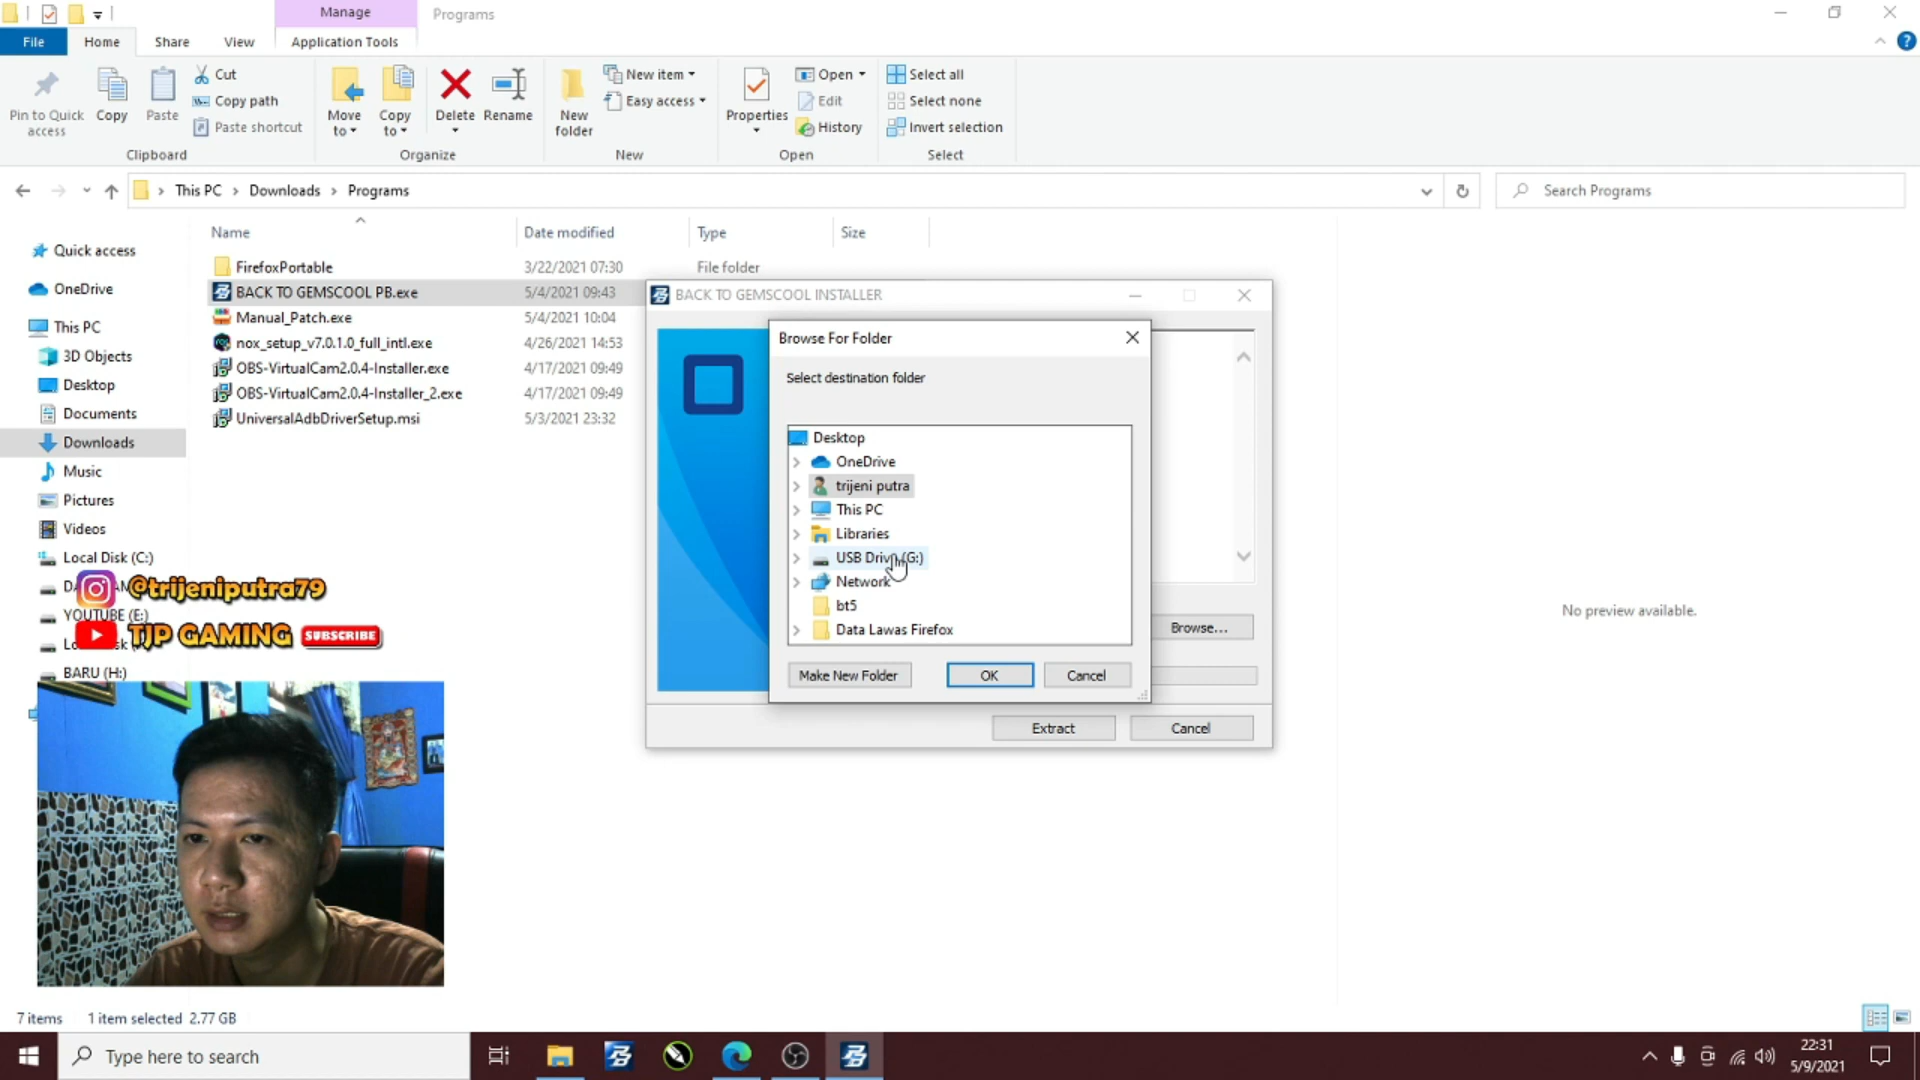 Manage
Programs
File
Home
Share
View
Application Tools
Pin to Quick access
Copy
Paste
Cut
Copy path
Paste shortcut
Clipboard
Move to
Copy to
Delete
Rename
Organize
New folder
New item
Easy access
New
Properties
Open
Edit
History
Open
Select all
Select none
Invert selection
Select
This PC > Downloads > Programs
Search Programs
Name
Date modified
Type
Size
Quick access
OneDrive
This PC
3D Objects
Desktop
Documents
Downloads
Music
Pictures
Videos
Local Disk (C:)
YOUTUBE (E:)
BARU (H:)
FirefoxPortable 3/22/2021 07:30 File folder
BACK TO GEMSCOOL PB.exe 5/4/2021 09:43
Manual_Patch.exe 5/4/2021 10:04
nox_setup_v7.0.1.0_full_intl.exe 4/26/2021 14:53
OBS-VirtualCam2.0.4-Installer.exe 4/17/2021 09:49
OBS-VirtualCam2.0.4-Installer_2.exe 4/17/2021 09:49
UniversalAdbDriverSetup.msi 5/3/2021 23:32
@trijeniputra79
TJP GAMING SUBSCRIBE
BACK TO GEMSCOOL INSTALLER
Browse For Folder
Select destination folder
Desktop
OneDrive
trijeni putra
This PC
Libraries
USB Drive (G:)
Network
bt5
Data Lawas Firefox
Make New Folder
OK
Cancel
Browse...
Extract
Cancel
No preview available.
7 items
1 item selected 2.77 GB
Type here to search
22:31
5/9/2021